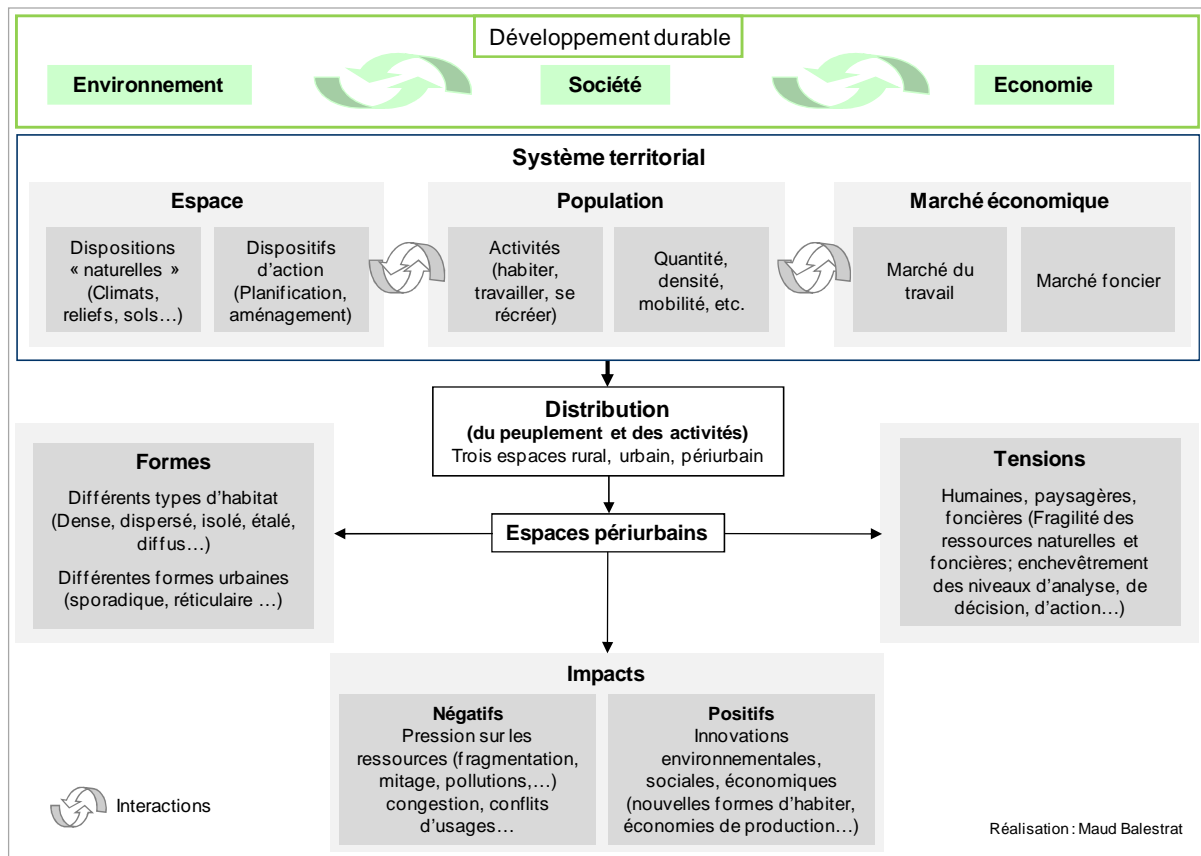 Développement durable
Environnement
Société
Economie
Système territorial
Espace
Dispositions
« naturelles »
(Climats,
reliefs, sols…)
Dispositifs
d’action
(Planification,
aménagement)
Population
Activités
(habiter,
travailler, se
récréer)
Quantité,
densité,
mobilité, etc.
Marché économique
Marché du
travail
Marché foncier
Distribution
(du peuplement et des activités)
Trois espaces rural, urbain, périurbain
Formes
Différents types d’habitat
(Dense, dispersé, isolé, étalé,
diffus…)
Différentes formes urbaines
(sporadique, réticulaire …)
Espaces périurbains
Tensions
Humaines, paysagères,
foncières (Fragilité des
ressources naturelles et
foncières; enchevêtrement
des niveaux d’analyse, de
décision, d’action…)
Impacts
Négatifs
Pression sur les
ressources (fragmentation,
mitage, pollutions,…)
congestion, conflits
d’usages…
Positifs
Innovations
environnementales,
sociales, économiques
(nouvelles formes d’habiter,
économies de production…)
Interactions
Réalisation : Maud Balestrat